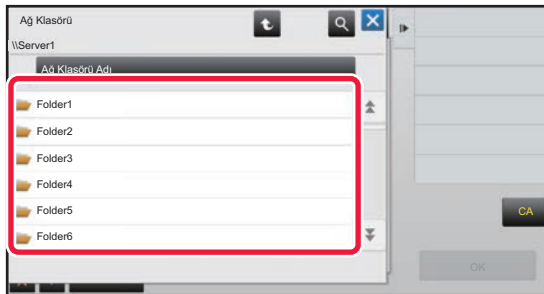 Ağ Klasörü
\\Server1
Ağ Klasörü Adı
Folder1
Folder2
Folder3
Folder4
Folder5
Folder6
CA
OK